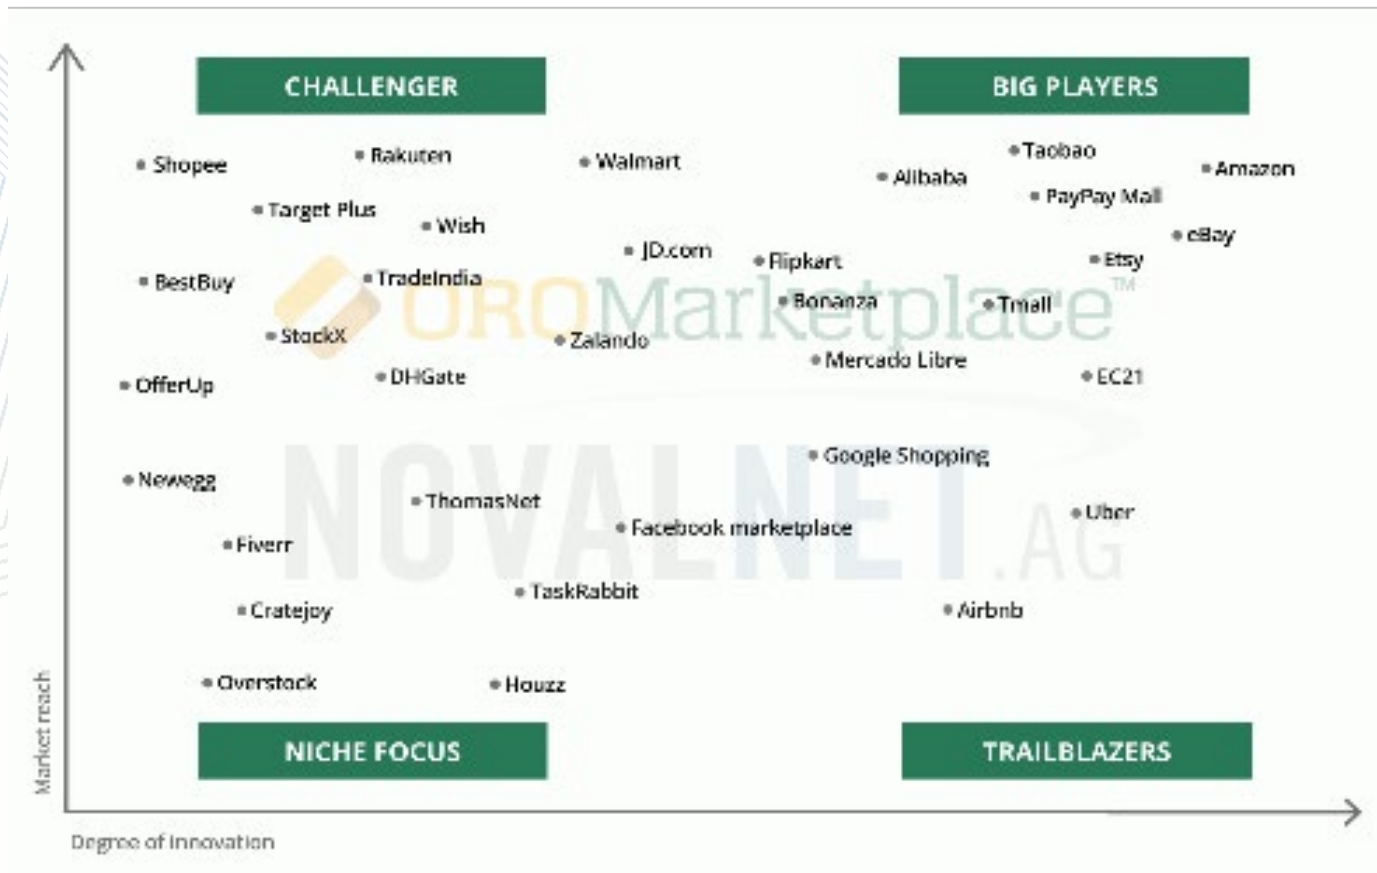 CHALLENGER
BIG PLAYERS
Shopee
Rakuten
Walmart
Taobao
Alibaba
Amazon
Target Plus
PayPay Mall
Wish
eBay
JD.com
Flipkart
Etsy
BestBuy
TradeIndia
Bonanza
Tmall
OROMarketplace™
StockX
Zalando
Mercado Libre
OfferUp
DHGate
EC21
Google Shopping
Newegg
ThomasNet
Uber
Facebook marketplace
NOVALNET.AG
Fiverr
TaskRabbit
Cratejoy
Airbnb
Overstock
Houzz
NICHE FOCUS
TRAILBLAZERS
Market reach
Degree of Innovation